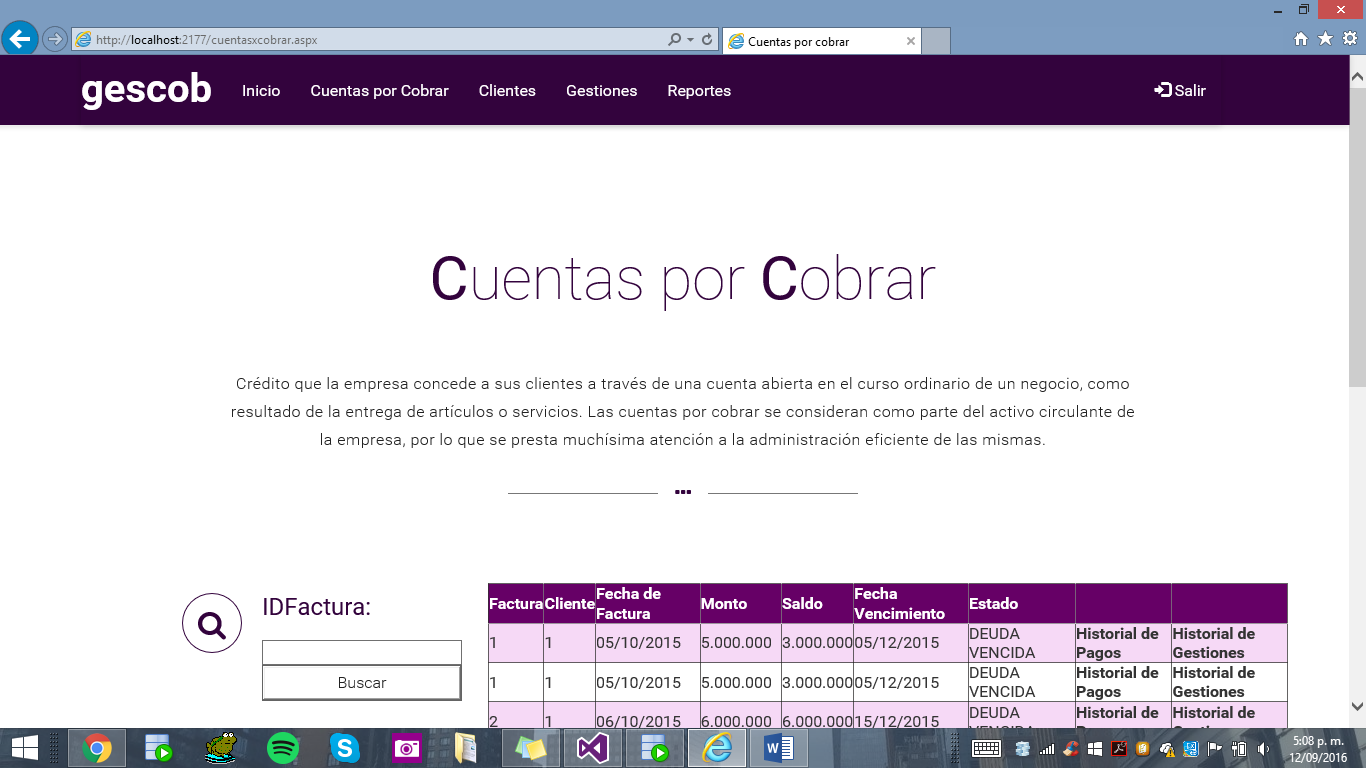 http://localhost:2177/cuentasxcobrar.aspx
Cuentas por cobrar
gescob Inicio Cuentas por Cobrar Clientes Gestiones Reportes Salir
Cuentas por Cobrar
Crédito que la empresa concede a sus clientes a través de una cuenta abierta en el curso ordinario de un negocio, como
resultado de la entrega de artículos o servicios. Las cuentas por cobrar se consideran como parte del activo circulante de
la empresa, por lo que se presta muchísima atención a la administración eficiente de las mismas.
IDFactura:
Buscar
Factura Cliente Fecha de Factura Monto Saldo Fecha Vencimiento Estado
1 1 05/10/2015 5.000.000 3.000.000 05/12/2015 DEUDA VENCIDA Historial de Pagos Historial de Gestiones
1 1 05/10/2015 5.000.000 3.000.000 05/12/2015 DEUDA VENCIDA Historial de Pagos Historial de Gestiones
2 1 06/10/2015 6.000.000 6.000.000 15/12/2015 DEUDA Historial de Historial de
5:08 p. m.
12/09/2016